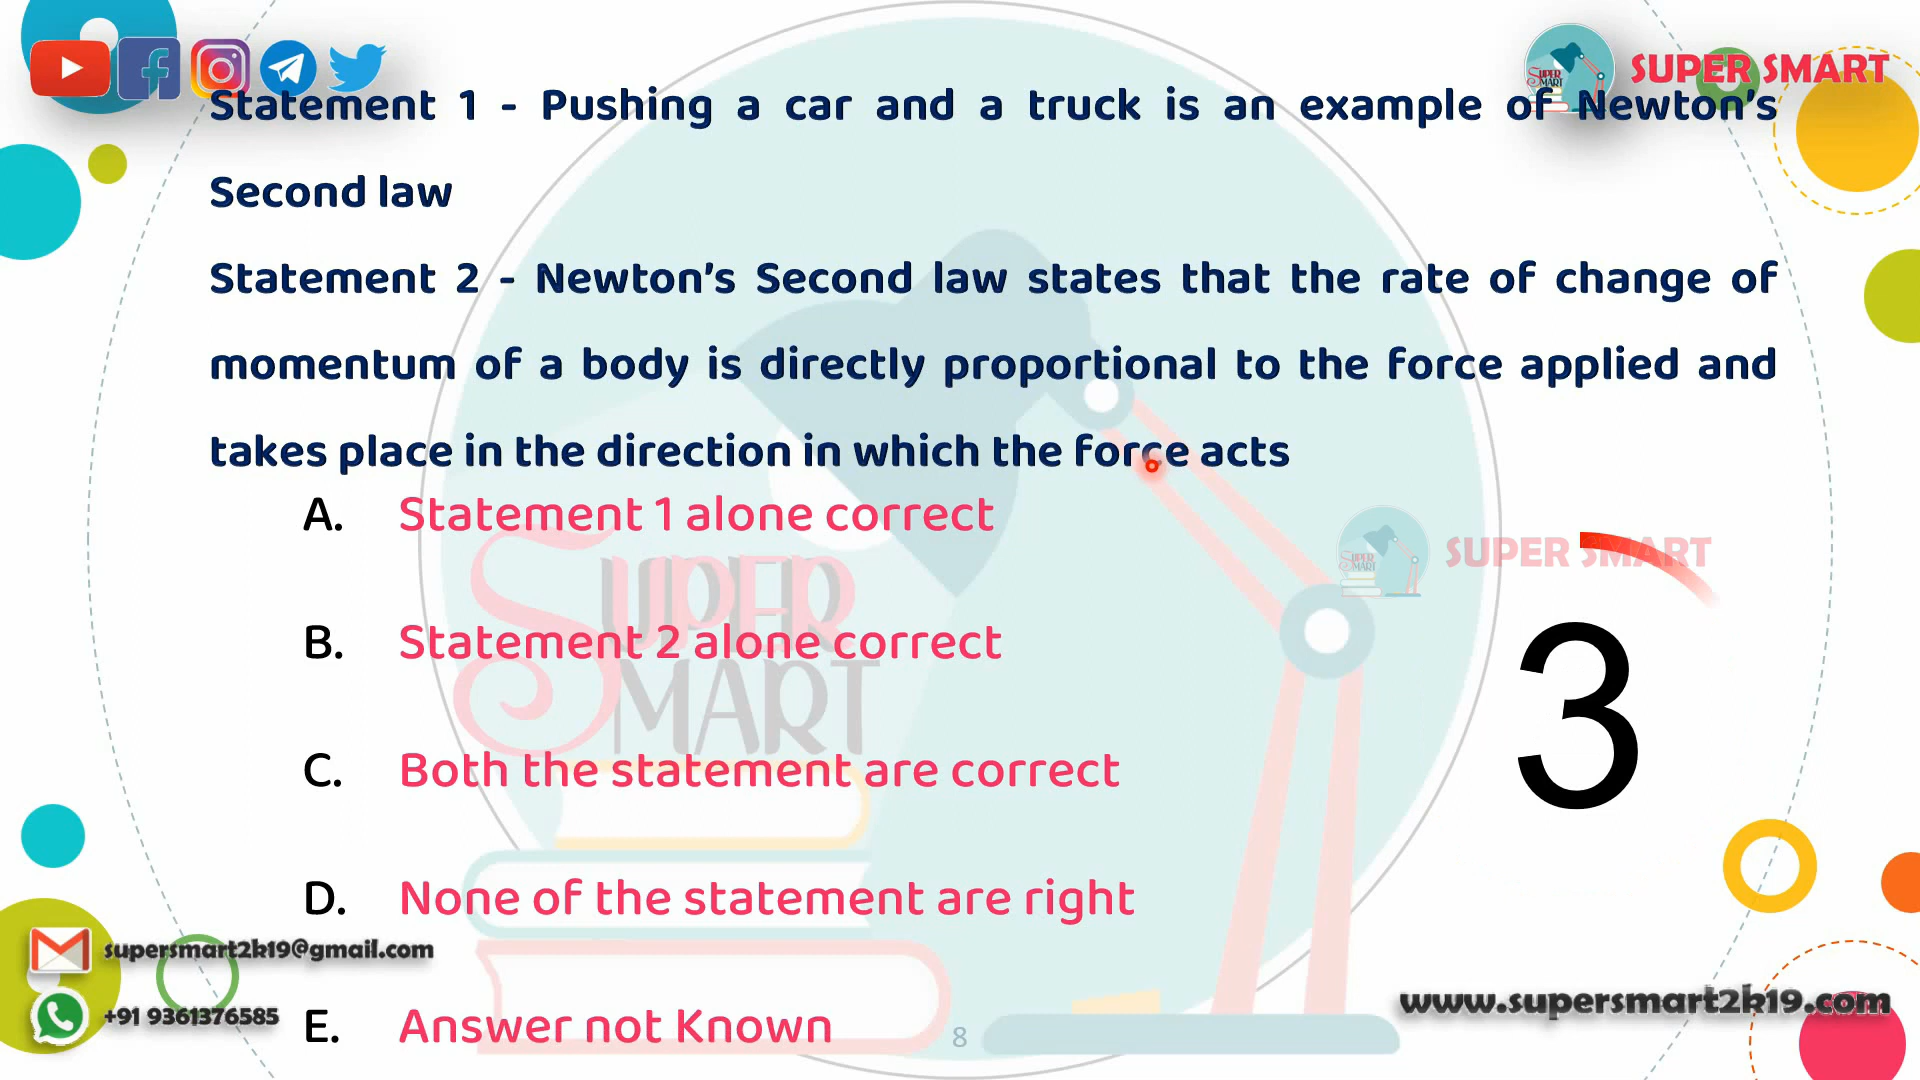 SUPER SMART
Statement 1 - Pushing a car and a truck is an example of Newton's
Second law
Statement 2 - Newton's Second law states that the rate of change of
momentum of a body is directly proportional to the force applied and
takes place in the direction in which the force acts
A. Statement 1 alone correct
SUPER SMART
B. Statement 2 alone correct
SUPER SMART
3
C. Both the statement are correct
D. None of the statement are right
supersmart2k19@gmail.com
+91 9361376585
www.supersmart2k19.com
E. Answer not Known
8